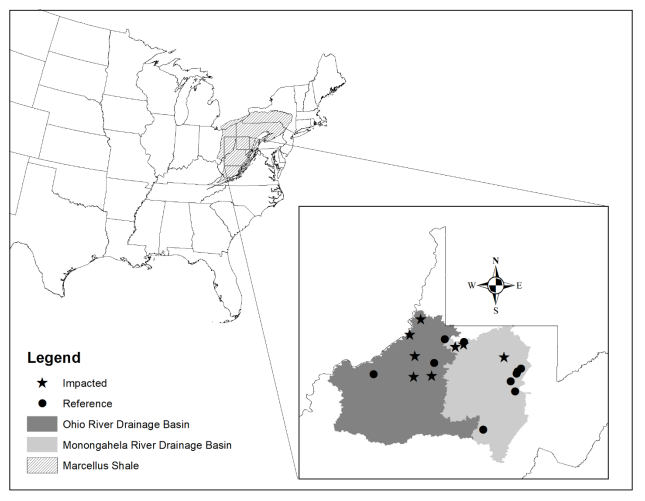 N
W E
S
Legend
Impacted
Reference
Ohio River Drainage Basin
Monongahela River Drainage Basin
Marcellus Shale